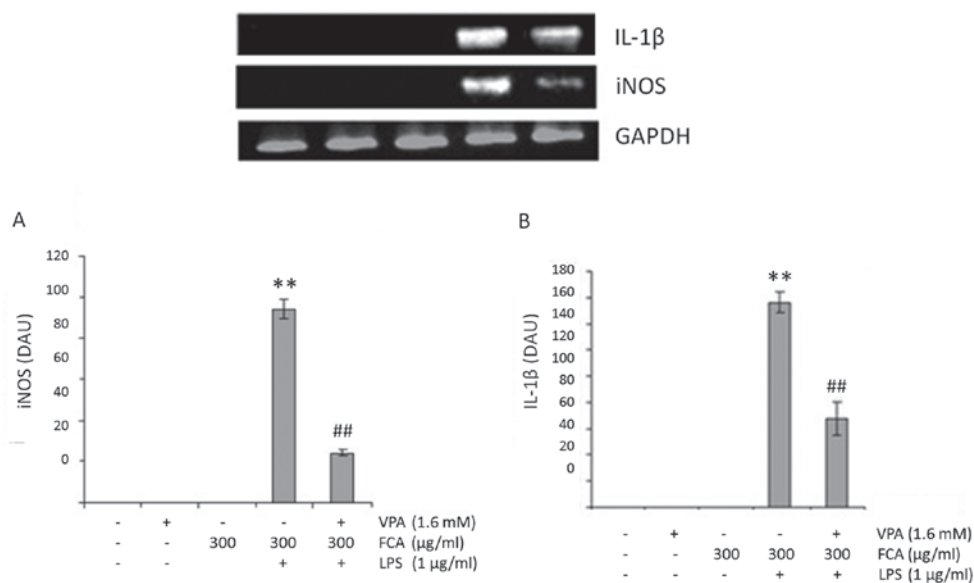 IL-1β
iNOS
GAPDH
A
120
100
80
60
40
20
0
iNOS (DAU)
**
##
- + - - + VPA (1.6 mM)
- - 300 300 300 FCA (µg/ml)
- - - + + LPS (1 µg/ml)
B
180
160
140
120
100
80
60
40
20
0
IL-1β (DAU)
**
##
- + - - + VPA (1.6 mM)
- - 300 300 300 FCA (µg/ml)
- - - + + LPS (1 µg/ml)